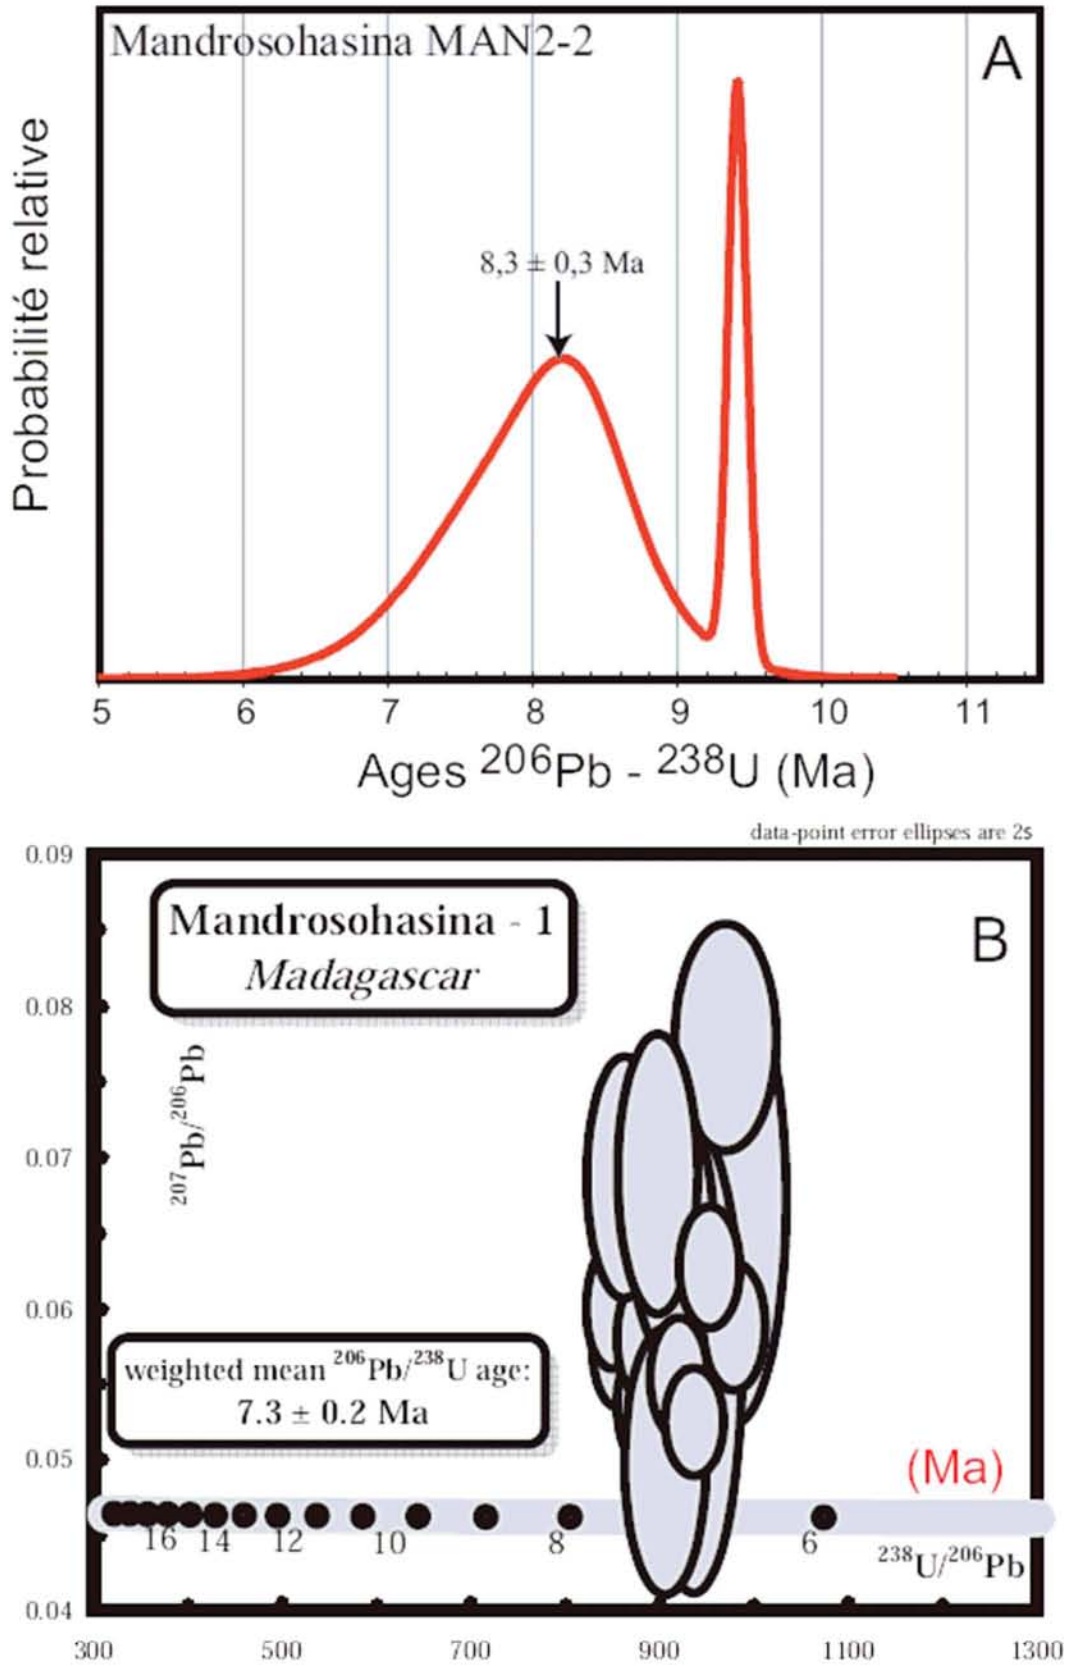 Mandrosohasina MAN2-2
A
Probabilité relative
8,3 ± 0,3 Ma
5 6 7 8 9 10 11
Ages ²⁰⁶Pb - ²³⁸U (Ma)
data-point error ellipses are 2s
0.09
Mandrosohasina - 1
Madagascar
B
0.08
²⁰⁷Pb/²⁰⁶Pb
0.07
0.06
weighted mean ²⁰⁶Pb/²³⁸U age:
7.3 ± 0.2 Ma
0.05
(Ma)
16 14 12 10 8 6
²³⁸U/²⁰⁶Pb
0.04
300 500 700 900 1100 1300